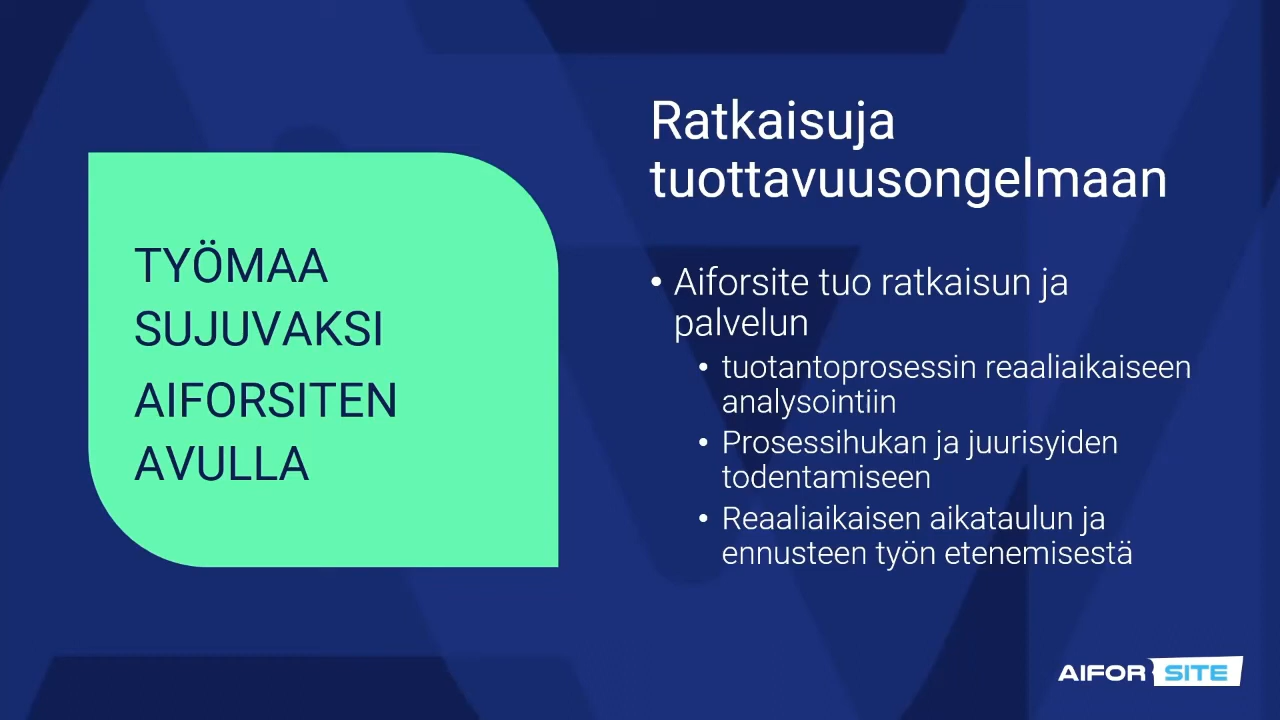 TYÖMAA
SUJUVAKSI
AIFORSITEN
AVULLA
Ratkaisuja
tuottavuusongelmaan
• Aiforsite tuo ratkaisun ja
palvelun
• tuotantoprosessin reaaliaikaiseen
analysointiin
• Prosessihukan ja juurisyiden
todentamiseen
• Reaaliaikaisen aikataulun ja
ennusteen työn etenemisestä
AIFOR SITE